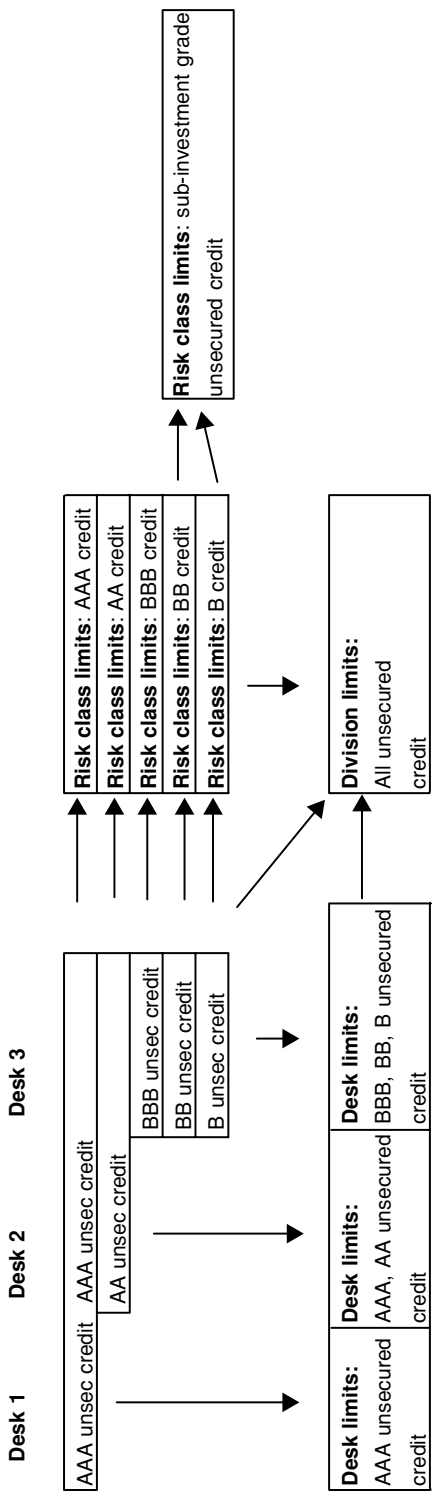 Desk 1
Desk 2
Desk 3
AAA unsec credit
AAA unsec credit
AA unsec credit
BBB unsec credit
BB unsec credit
B unsec credit
Risk class limits: AAA credit
Risk class limits: AA credit
Risk class limits: BBB credit
Risk class limits: BB credit
Risk class limits: B credit
Risk class limits: sub-investment grade
unsecured credit
Desk limits:
AAA unsecured
credit
Desk limits:
AAA, AA unsecured
credit
Desk limits:
BBB, BB, B unsecured
credit
Division limits:
All unsecured
credit